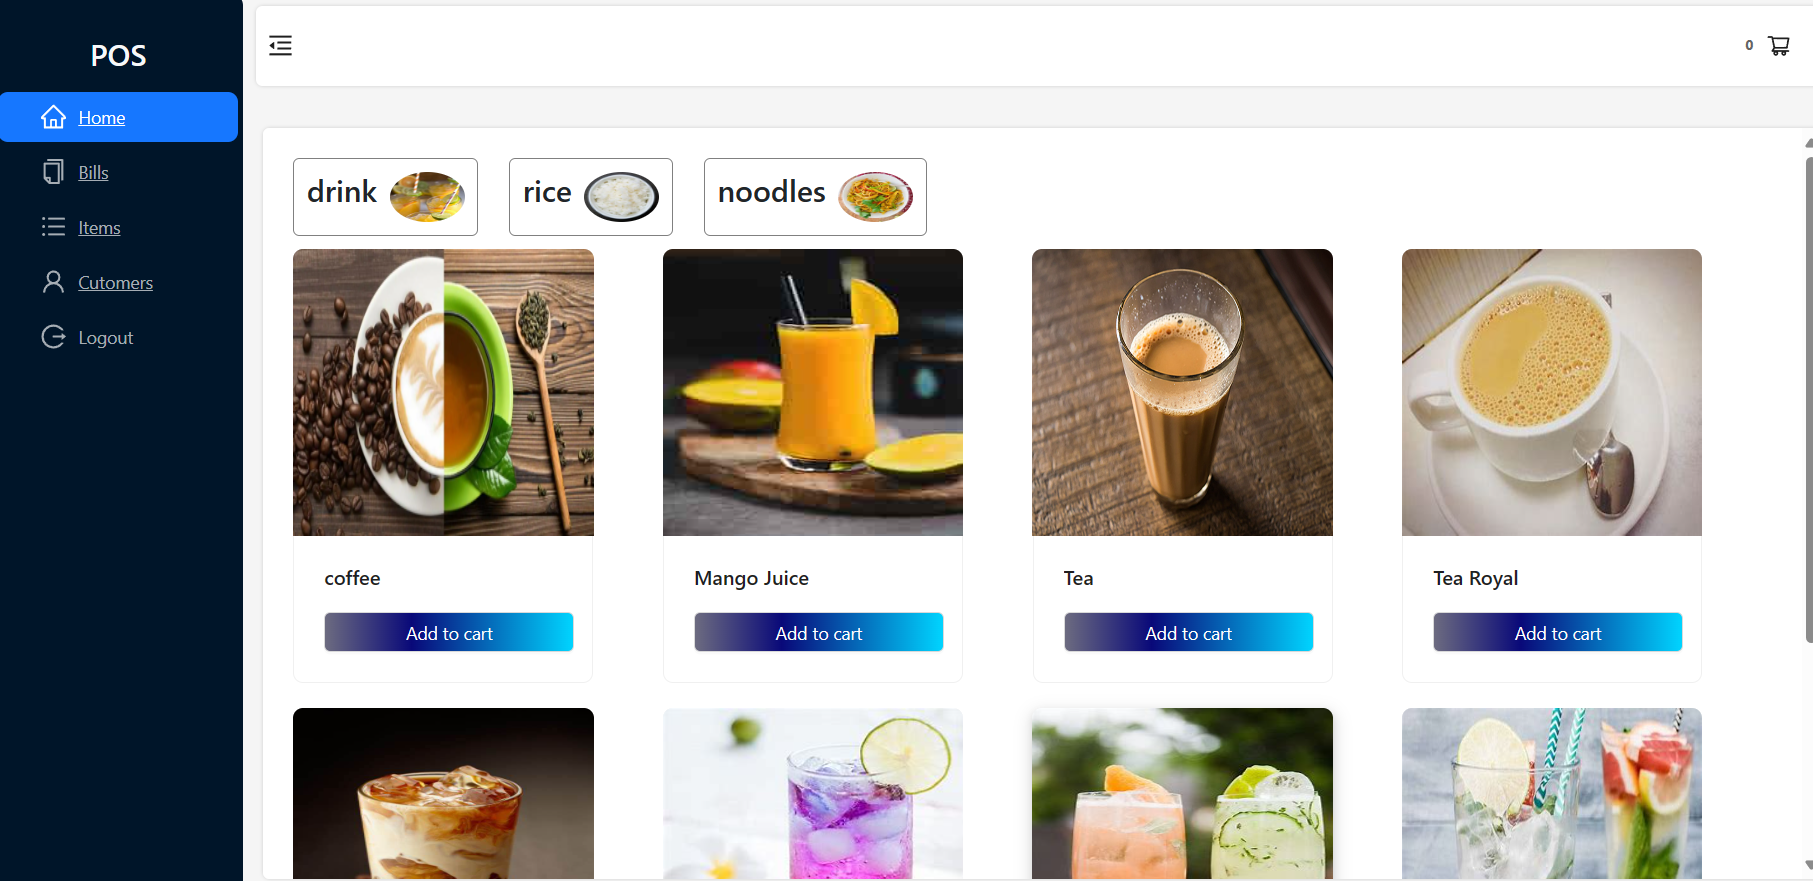 POS
Home
Bills
Items
Cutomers
Logout
0
drink
rice
noodles
coffee
Mango Juice
Tea
Tea Royal
Add to cart
Add to cart
Add to cart
Add to cart